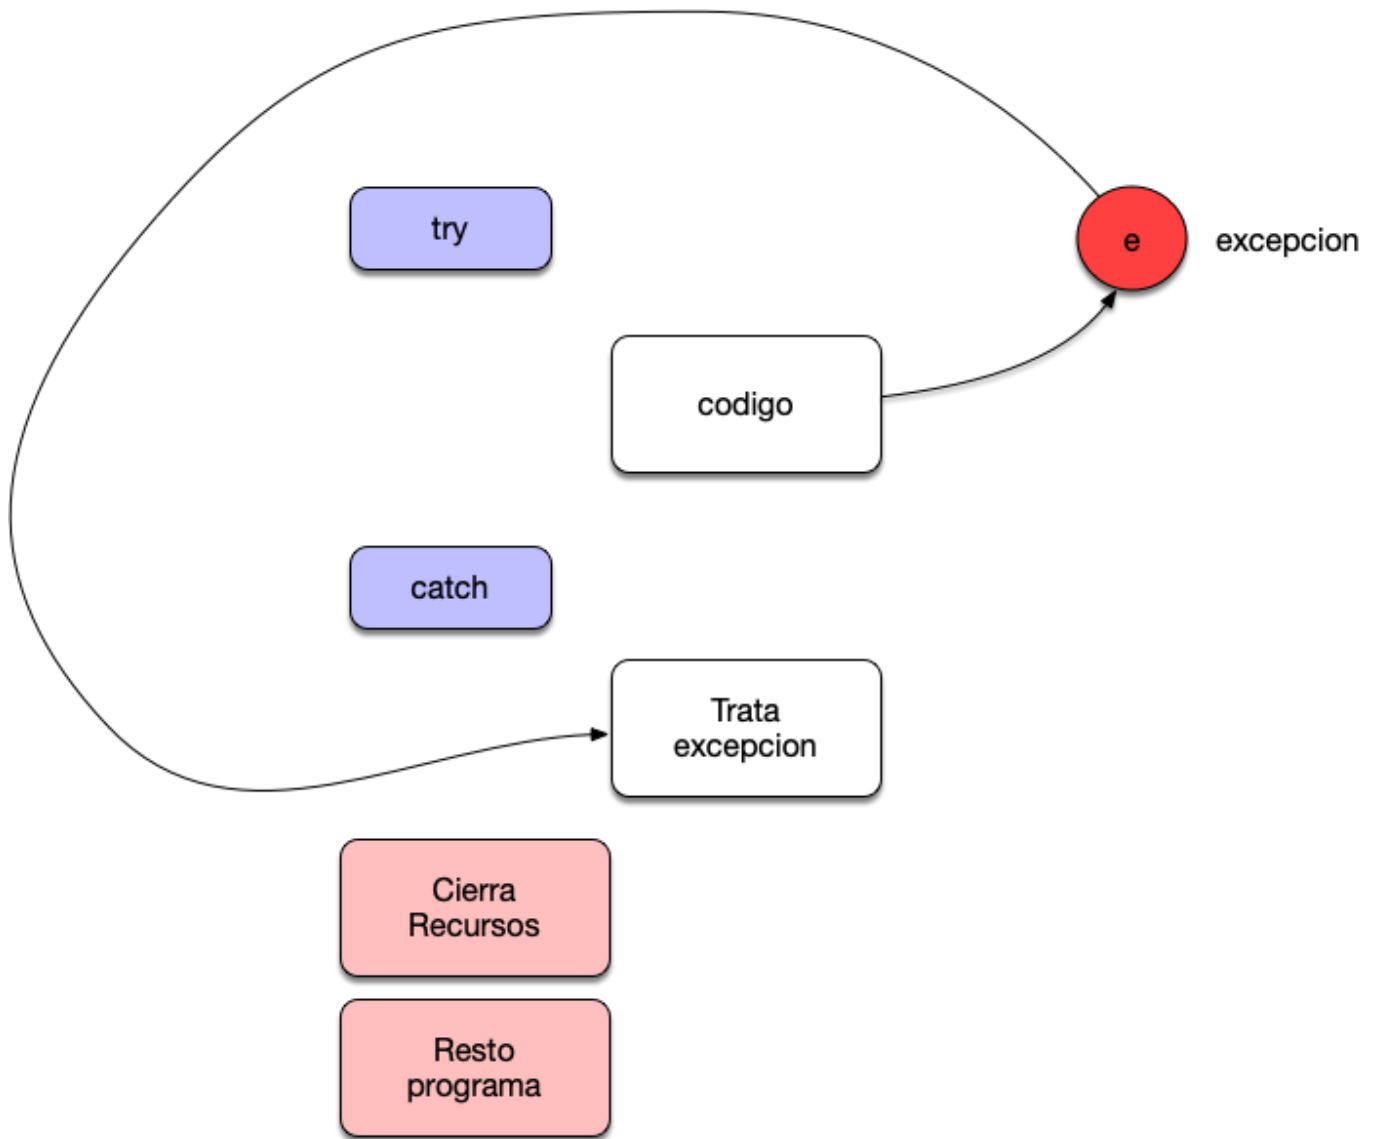 try
e
excepcion
codigo
catch
Trata
excepcion
Cierra
Recursos
Resto
programa